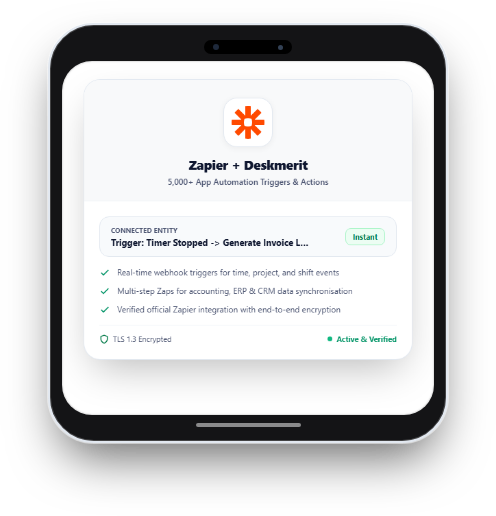 Zapier + Deskmerit
5,000+ App Automation Triggers & Actions
CONNECTED ENTITY
Trigger: Timer Stopped -> Generate Invoice L...
Instant
Real-time webhook triggers for time, project, and shift events
Multi-step Zaps for accounting, ERP & CRM data synchronisation
Verified official Zapier integration with end-to-end encryption
TLS 1.3 Encrypted
Active & Verified